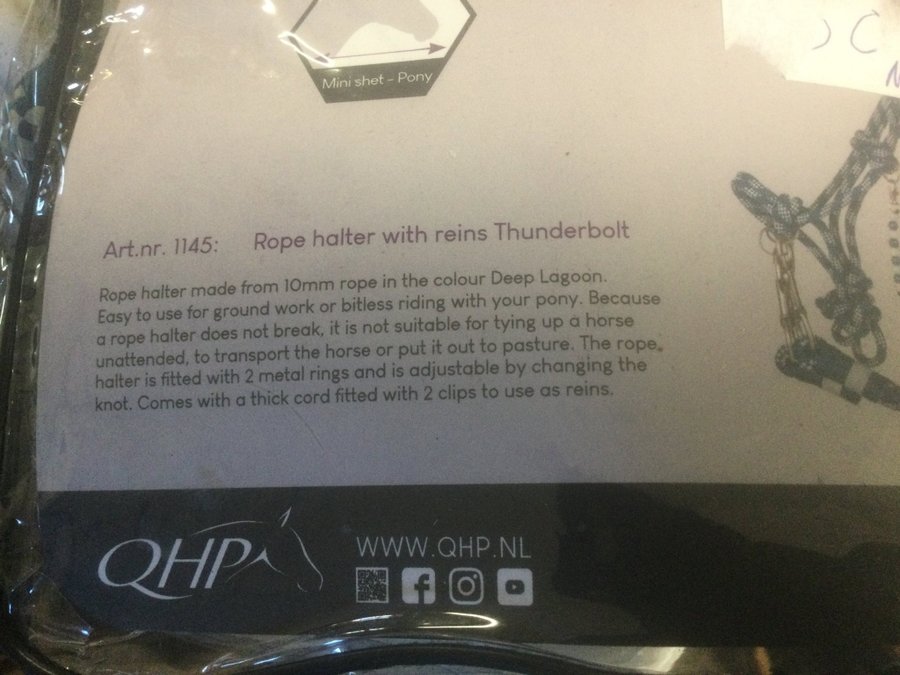 Mini shet - Pony
Art.nr. 1145: Rope halter with reins Thunderbolt
Rope halter made from 10mm rope in the colour Deep Lagoon.
Easy to use for ground work or bitless riding with your pony. Because
a rope halter does not break, it is not suitable for tying up a horse
unattended, to transport the horse or put it out to pasture. The rope
halter is fitted with 2 metal rings and is adjustable by changing the
knot. Comes with a thick cord fitted with 2 clips to use as reins.
QHP
WWW.QHP.NL